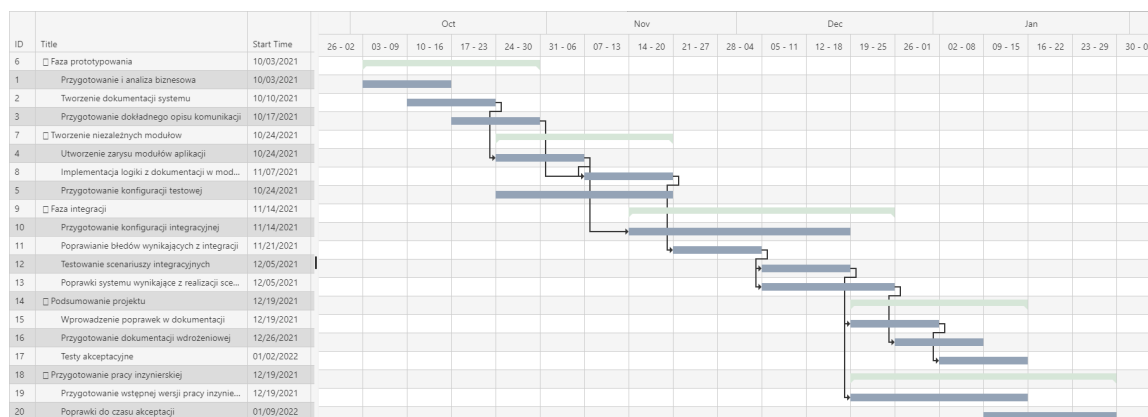 Oct Nov Dec Jan
ID Title Start Time 26 - 02 03 - 09 10 - 16 17 - 23 24 - 30 31 - 06 07 - 13 14 - 20 21 - 27 28 - 04 05 - 11 12 - 18 19 - 25 26 - 01 02 - 08 09 - 15 16 - 22 23 - 29 30 - 0
6 Faza prototypowania 10/03/2021
1 Przygotowanie i analiza biznesowa 10/03/2021
2 Tworzenie dokumentacji systemu 10/10/2021
3 Przygotowanie dokładnego opisu komunikacji 10/17/2021
7 Tworzenie niezależnych modułow 10/24/2021
4 Utworzenie zarysu modułów aplikacji 10/24/2021
8 Implementacja logiki z dokumentacji w mod... 11/07/2021
5 Przygotowanie konfiguracji testowej 10/24/2021
9 Faza integracji 11/14/2021
10 Przygotowanie konfiguracji integracyjnej 11/14/2021
11 Poprawianie błedów wynikających z integracji 11/21/2021
12 Testowanie scenariuszy integracyjnych 12/05/2021
13 Poprawki systemu wynikające z realizacji sce... 12/05/2021
14 Podsumowanie projektu 12/19/2021
15 Wprowadzenie poprawek w dokumentacji 12/19/2021
16 Przygotowanie dokumentacji wdrożeniowej 12/26/2021
17 Testy akceptacyjne 01/02/2022
18 Przygotowanie pracy inzynierskiej 12/19/2021
19 Przygotowanie wstępnej wersji pracy inzynie... 12/19/2021
20 Poprawki do czasu akceptacji 01/09/2022